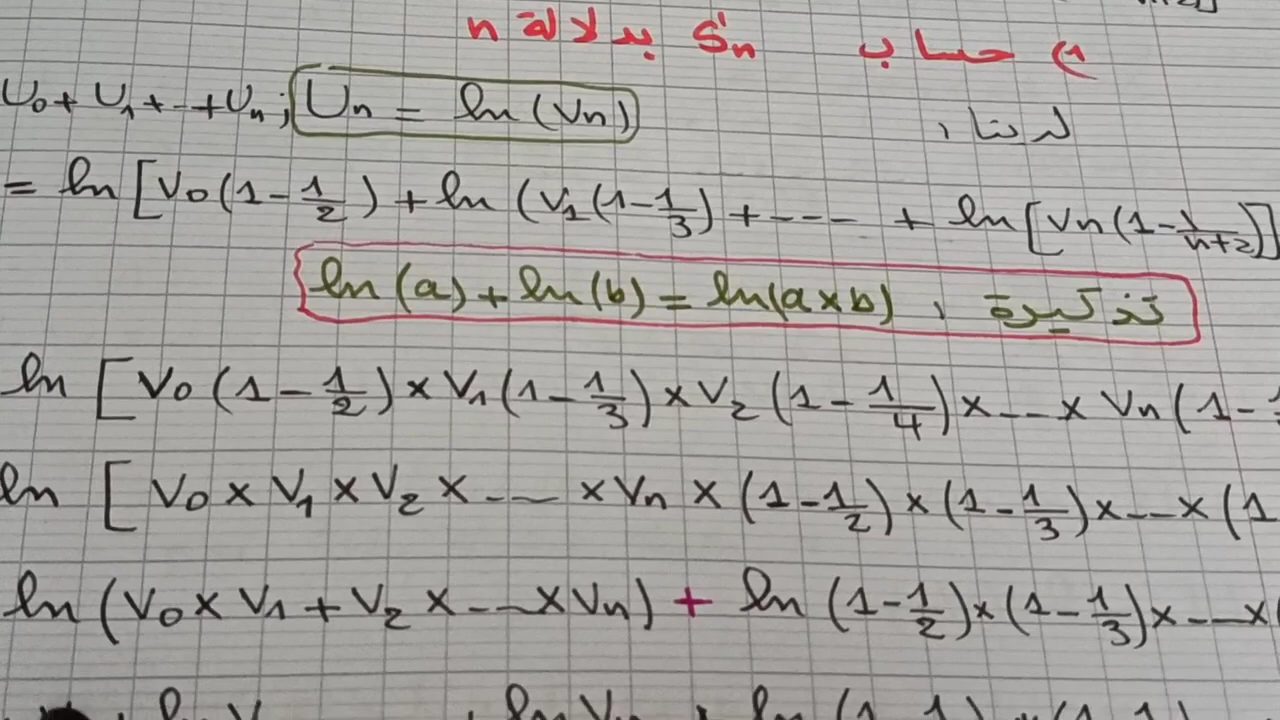 1) حساب S'n بدلالة n
لدينا،
U0 + U1 + --- + Un ; Un = ln(Vn)
= ln[V0(1 - 1/2) + ln(V1(1 - 1/3) + ---- + ln[Vn(1 - 1/n+2)]
تذكيرة، ln(a) + ln(b) = ln(a×b)
ln[V0(1 - 1/2) × V1(1 - 1/3) × V2(1 - 1/4) × --- × Vn(1 -
ln[V0 × V1 × V2 × --- × Vn × (1 - 1/2) × (1 - 1/3) × --- × (1
ln(V0 × V1 + V2 × --- × Vn) + ln(1 - 1/2) × (1 - 1/3) × --- × (